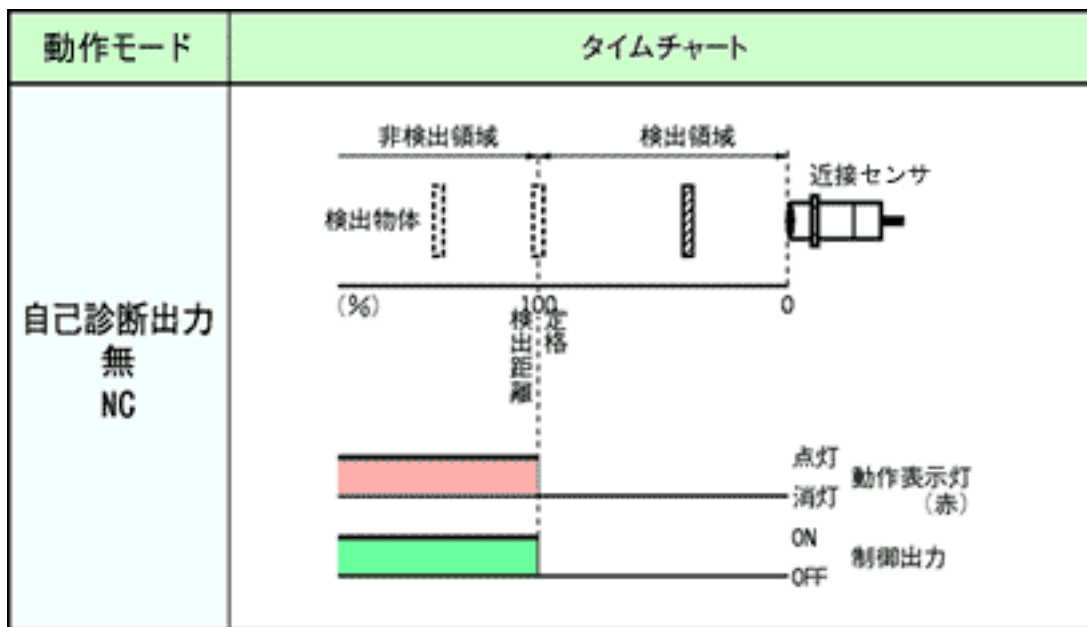 動作モード
タイムチャート
自己診断出力
無
NC
非検出領域
検出領域
近接センサ
検出物体
(%)
100
0
定格
検出距離
点灯
消灯
動作表示灯
(赤)
ON
OFF
制御出力